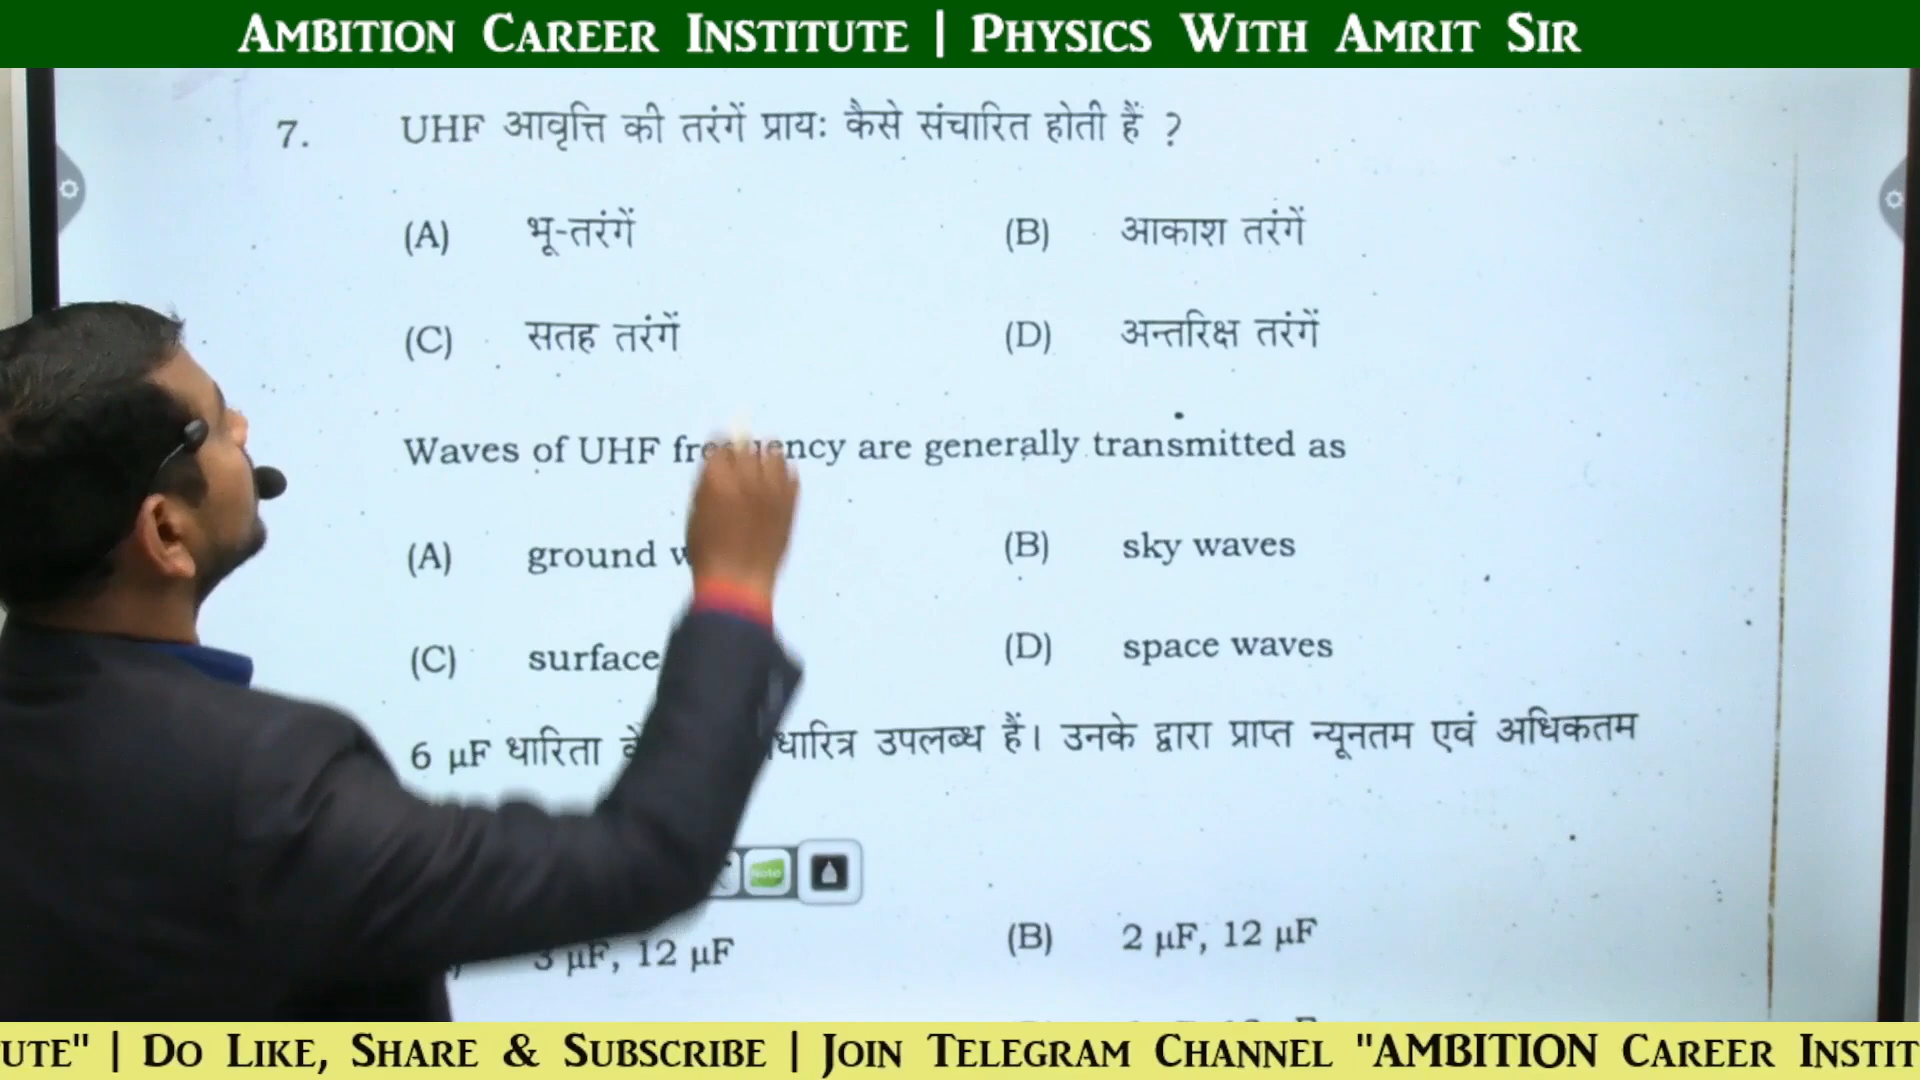 AMBITION CAREER INSTITUTE | PHYSICS WITH AMRIT SIR
7. UHF आवृत्ति की तरंगें प्रायः कैसे संचारित होती हैं ?
(A) भू-तरंगें (B) आकाश तरंगें
(C) सतह तरंगें (D) अन्तरिक्ष तरंगें
Waves of UHF frequency are generally transmitted as
(A) ground (B) sky waves
(C) surface (D) space waves
6 µF धारिता धारित्र उपलब्ध हैं। उनके द्वारा प्राप्त न्यूनतम एवं अधिकतम
Note
3 µF, 12 µF (B) 2 µF, 12 µF
UTE" | DO LIKE, SHARE & SUBSCRIBE | JOIN TELEGRAM CHANNEL "AMBITION CAREER INSTIT